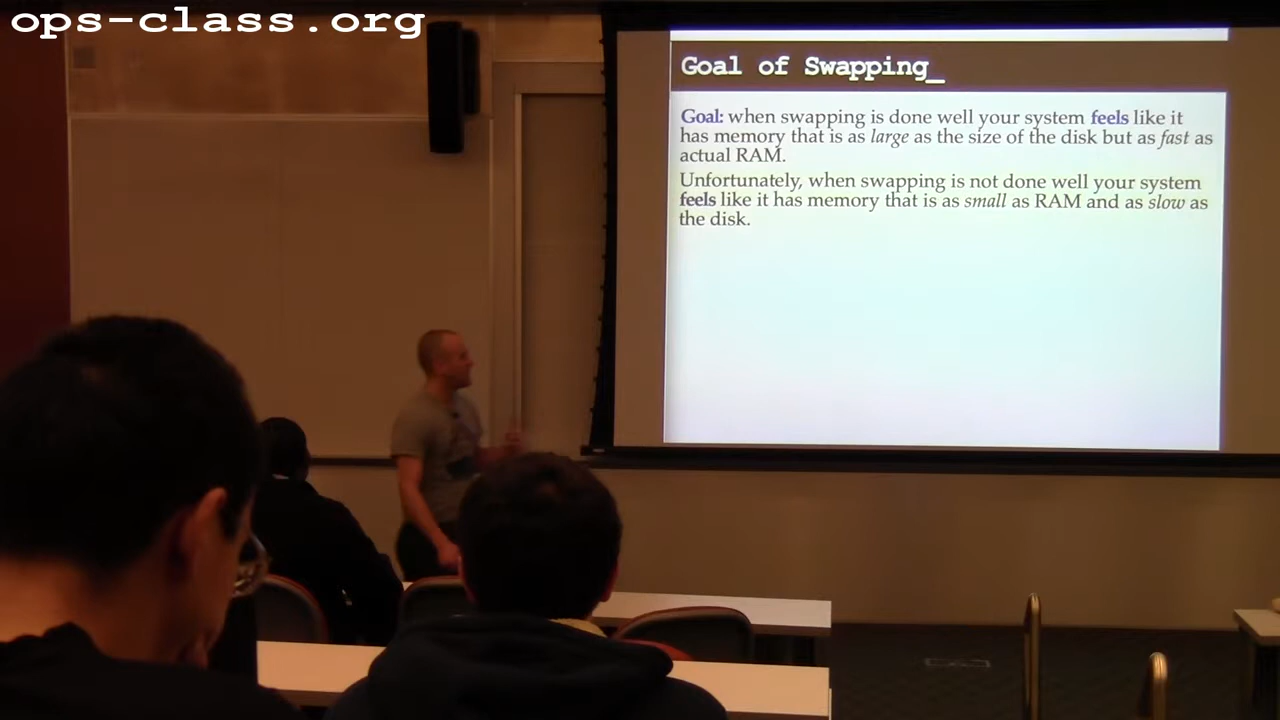 ops-class.org
Goal of Swapping_
Goal: when swapping is done well your system feels like it
has memory that is as large as the size of the disk but as fast as
actual RAM.
Unfortunately, when swapping is not done well your system
feels like it has memory that is as small as RAM and as slow as
the disk.